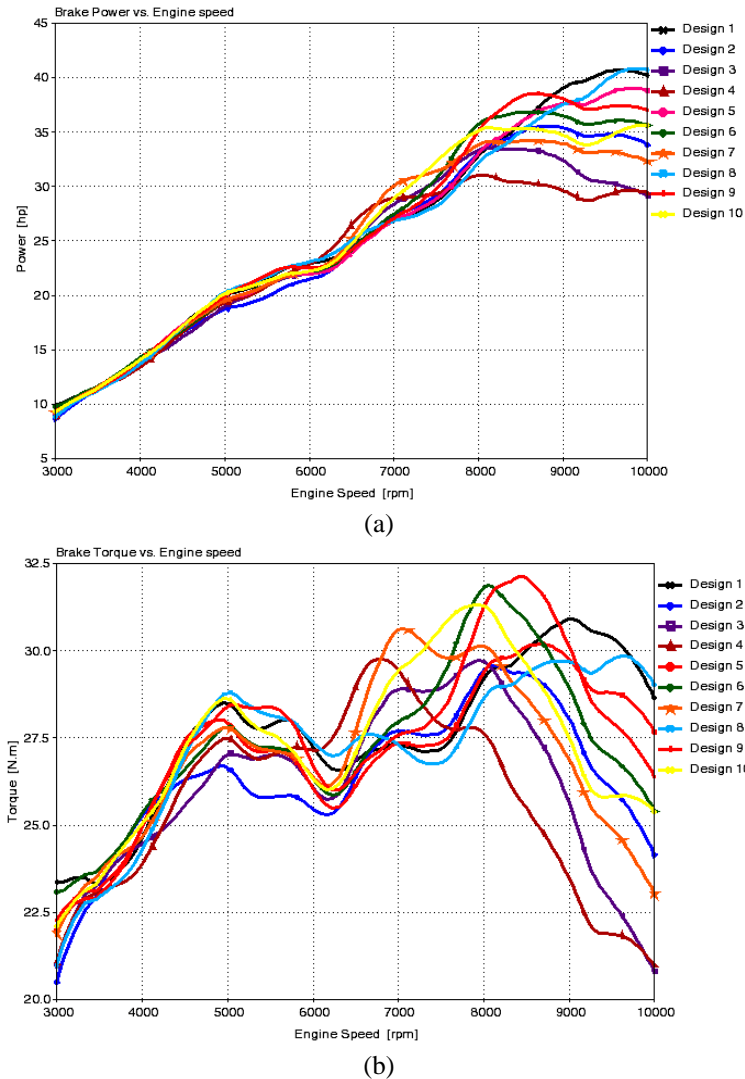 Brake Power vs. Engine speed
45
40
35
30
25
20
15
10
5
Power [hp]
3000 4000 5000 6000 7000 8000 9000 10000
Engine Speed [rpm]
Design 1
Design 2
Design 3
Design 4
Design 5
Design 6
Design 7
Design 8
Design 9
Design 10
(a)
Brake Torque vs. Engine speed
32.5
30.0
27.5
25.0
22.5
20.0
Torque [N.m]
3000 4000 5000 6000 7000 8000 9000 10000
Engine Speed [rpm]
Design 1
Design 2
Design 3
Design 4
Design 5
Design 6
Design 7
Design 8
Design 9
Design 10
(b)